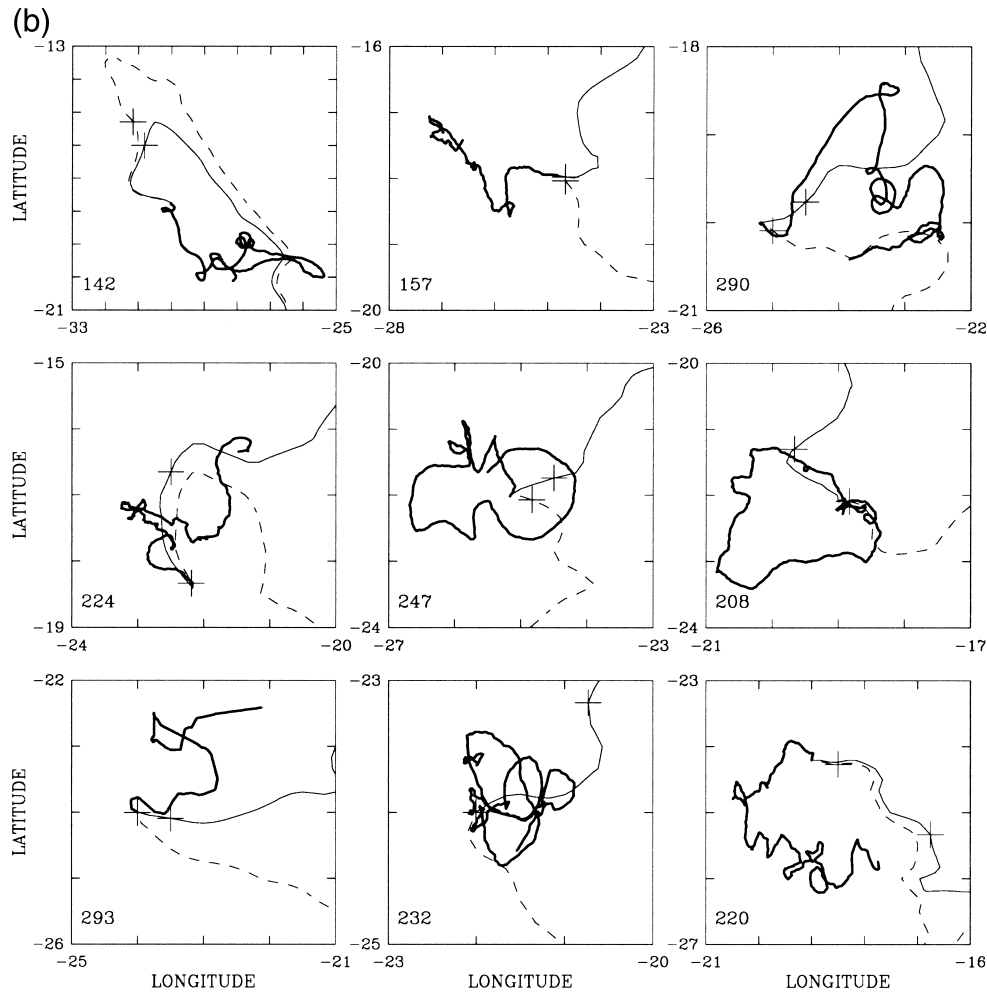 (b)
−13 −16 −18
LATITUDE
142 157 290
−21 −20 −21
−33 −25 −28 −23 −26 −22
−15 −20 −20
LATITUDE
224 247 208
−19 −24 −24
−24 −20 −27 −23 −21 −17
−22 −23 −23
LATITUDE
293 232 220
−26 −25 −27
−25 −21 −23 −20 −21 −16
LONGITUDE LONGITUDE LONGITUDE